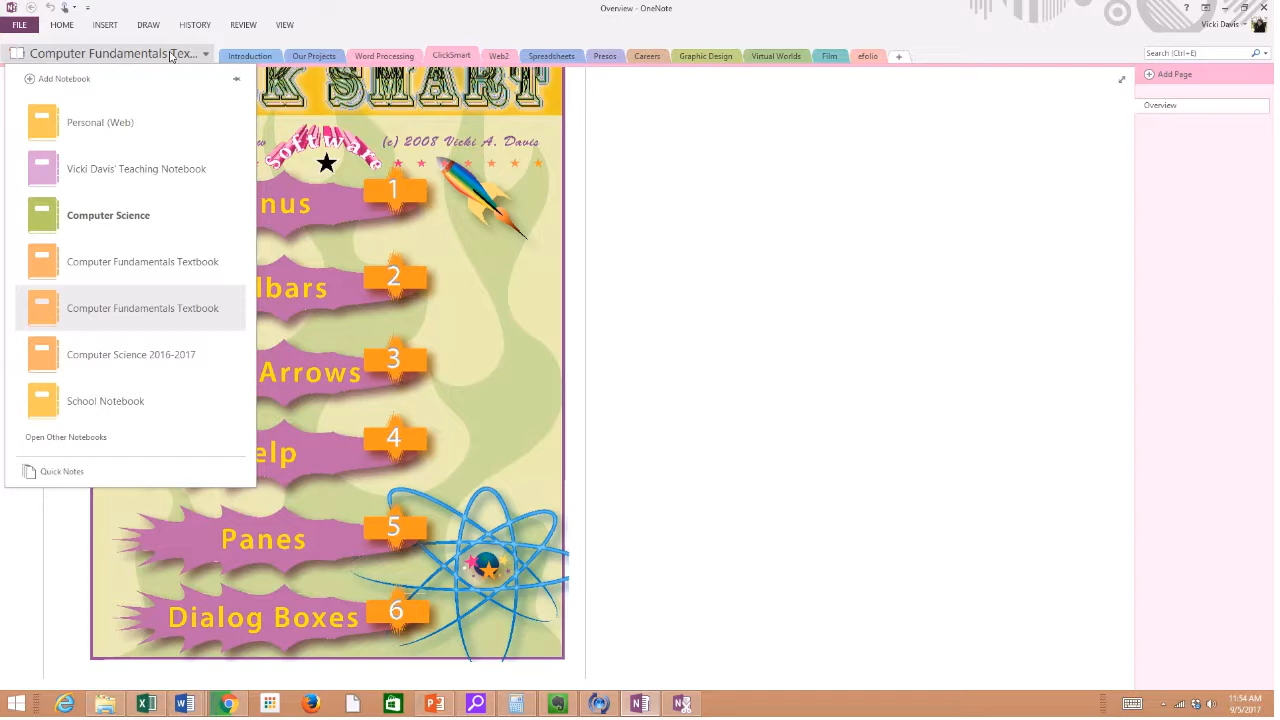 Overview - OneNote
Vicki Davis
FILE HOME INSERT DRAW HISTORY REVIEW VIEW
Computer Fundamentals Tex...
Introduction Our Projects Word Processing ClickSmart Web2 Spreadsheets Presos Careers Graphic Design Virtual Worlds Film efolio
Search (Ctrl+E)
Add Notebook
Personal (Web)
Vicki Davis' Teaching Notebook
Computer Science
Computer Fundamentals Textbook
Computer Fundamentals Textbook
Computer Science 2016-2017
School Notebook
Open Other Notebooks
Quick Notes
K SMART
(c) 2008 Vicki A. Davis
Software
nus 1
lbars 2
Arrows 3
elp 4
Panes 5
Dialog Boxes 6
Add Page
Overview
11:54 AM
9/5/2017